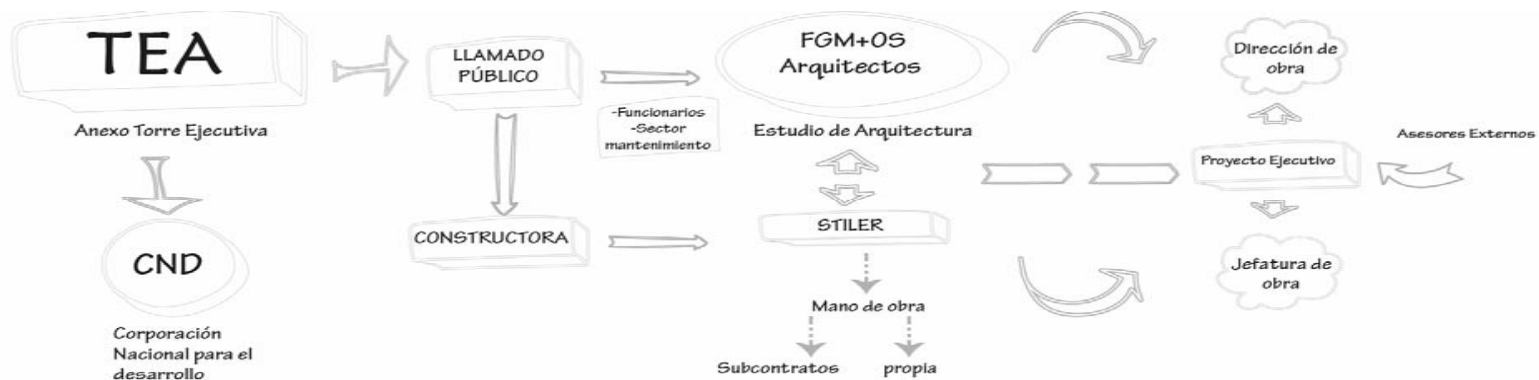 TEA
Anexo Torre Ejecutiva
CND
Corporación
Nacional para el
desarrollo
LLAMADO
PÚBLICO
-Funcionarios
-Sector
mantenimiento
CONSTRUCTORA
FGM+OS
Arquitectos
Estudio de Arquitectura
STILER
Mano de obra
Subcontratos
propia
Dirección de
obra
Proyecto Ejecutivo
Asesores Externos
Jefatura de
obra